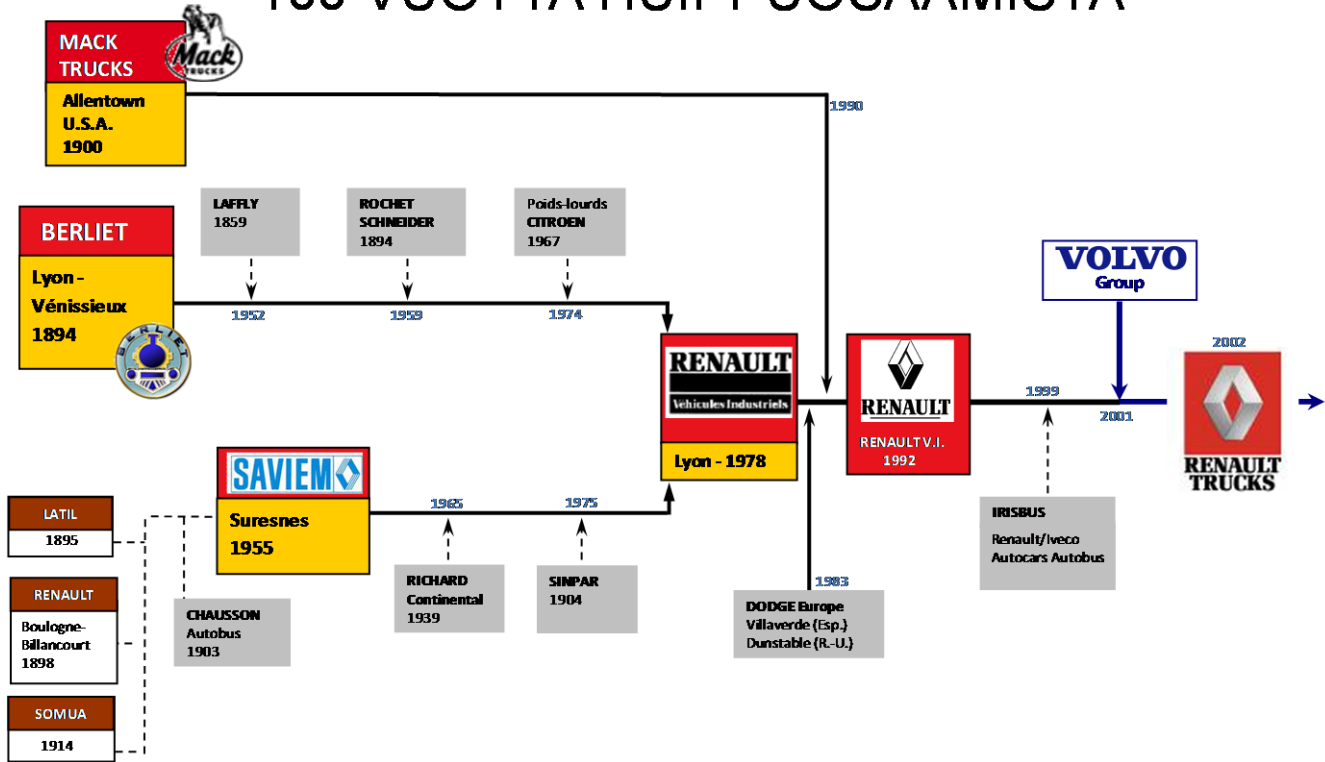 MACK
TRUCKS
Mack
TRUCKS
Allentown
U.S.A.
1900
1990
BERLIET
Lyon -
Vénissieux
1894
BERLIET
LAFFLY
1859
ROCHET
SCHNEIDER
1894
Poids-lourds
CITROEN
1967
1952
1959
1974
VOLVO
Group
RENAULT
Véhicules Industriels
Lyon - 1978
RENAULT
RENAULT V.I.
1992
1999
2001
2002
RENAULT
TRUCKS
SAVIEM
Suresnes
1955
1965
1975
LATIL
1895
RENAULT
Boulogne-
Billancourt
1898
SOMUA
1914
CHAUSSON
Autobus
1903
RICHARD
Continental
1939
SINPAR
1904
1983
DODGE Europe
Villaverde (Esp.)
Dunstable (R.-U.)
IRISBUS
Renault/Iveco
Autocars Autobus